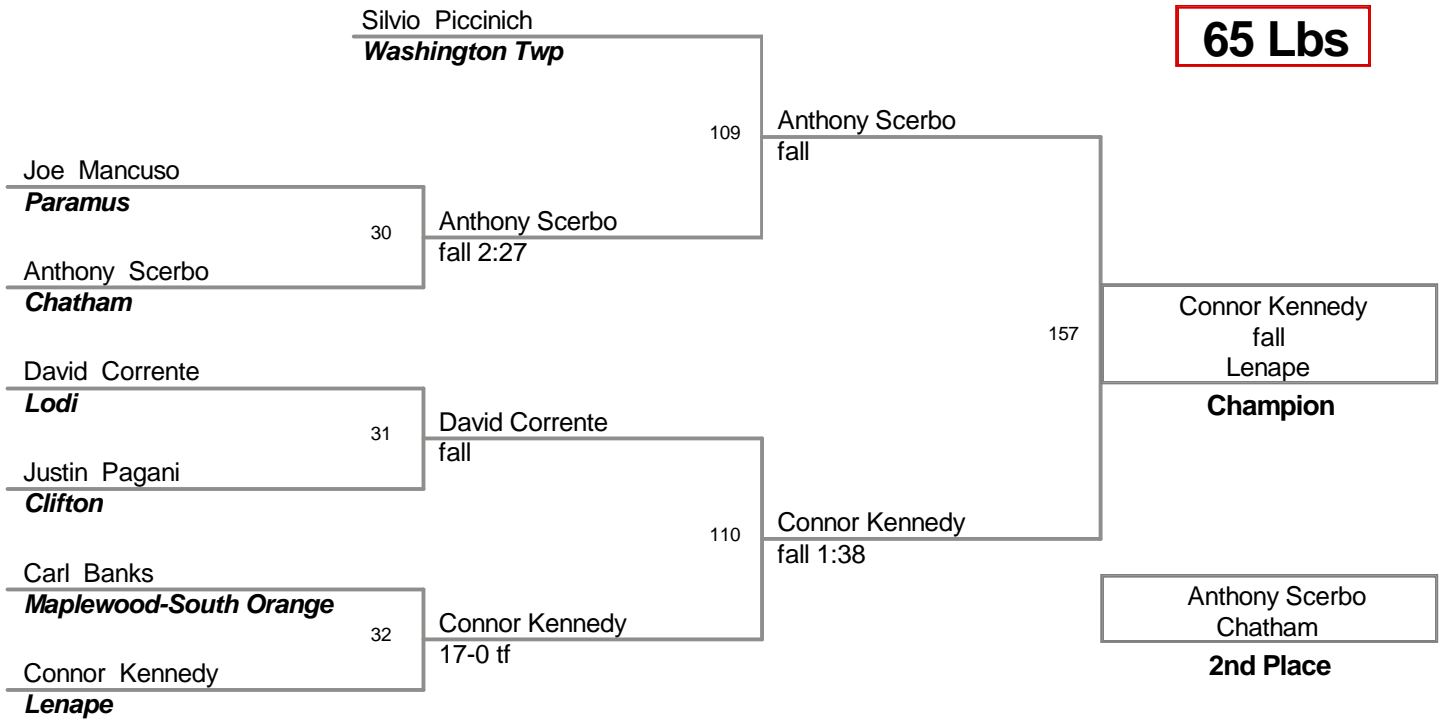 Silvio Piccinich
Washington Twp
65 Lbs
109
Anthony Scerbo
fall
Joe Mancuso
Paramus
30
Anthony Scerbo
fall 2:27
Anthony Scerbo
Chatham
157
Connor Kennedy
fall
Lenape
Champion
David Corrente
Lodi
31
David Corrente
fall
Justin Pagani
Clifton
110
Connor Kennedy
fall 1:38
Carl Banks
Maplewood-South Orange
32
Connor Kennedy
17-0 tf
Connor Kennedy
Lenape
Anthony Scerbo
Chatham
2nd Place